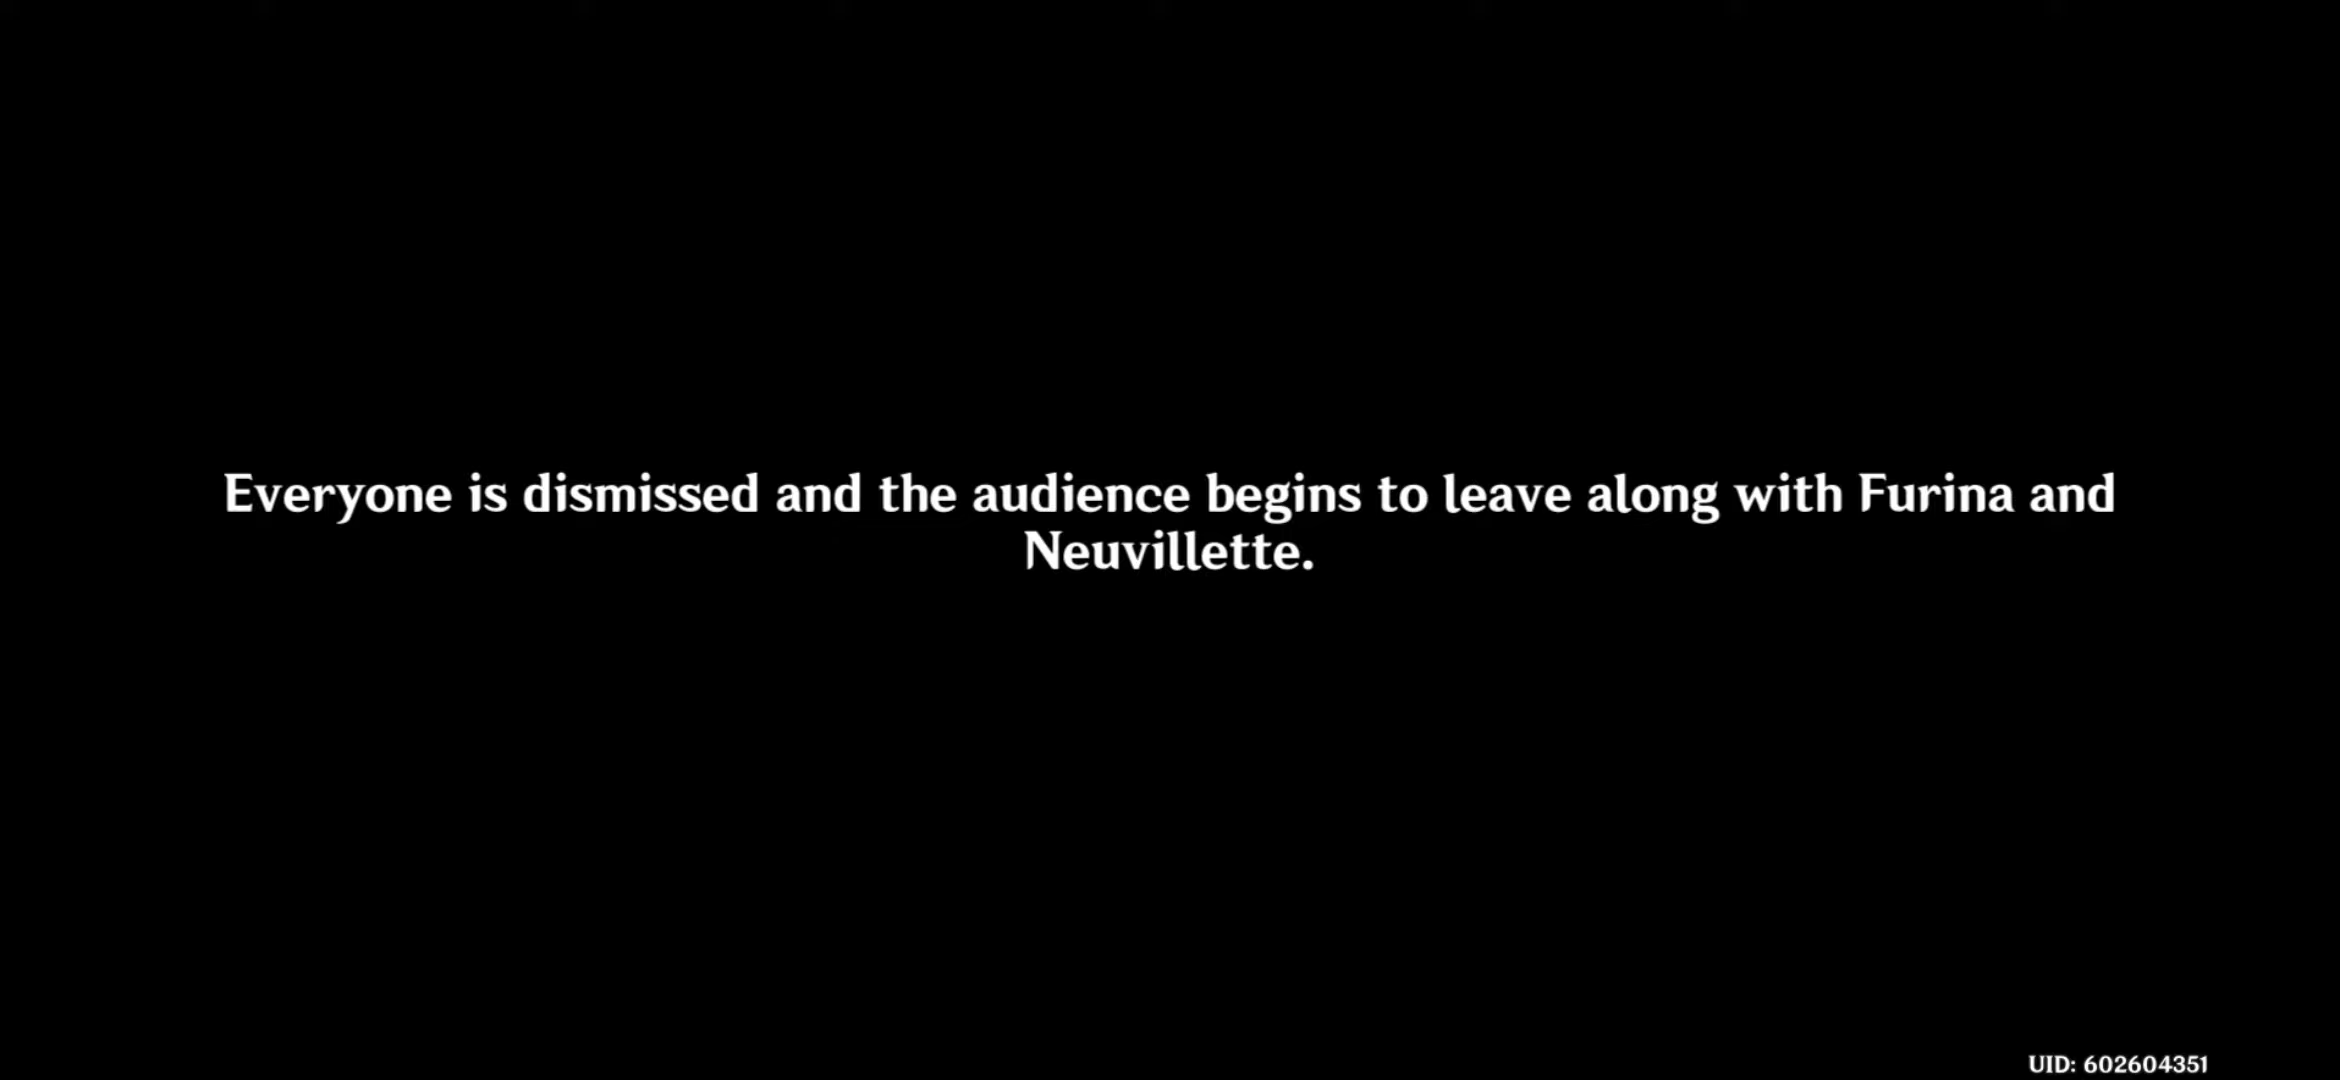 Everyone is dismissed and the audience begins to leave along with Furina and
Neuvillette.
UID: 602604351